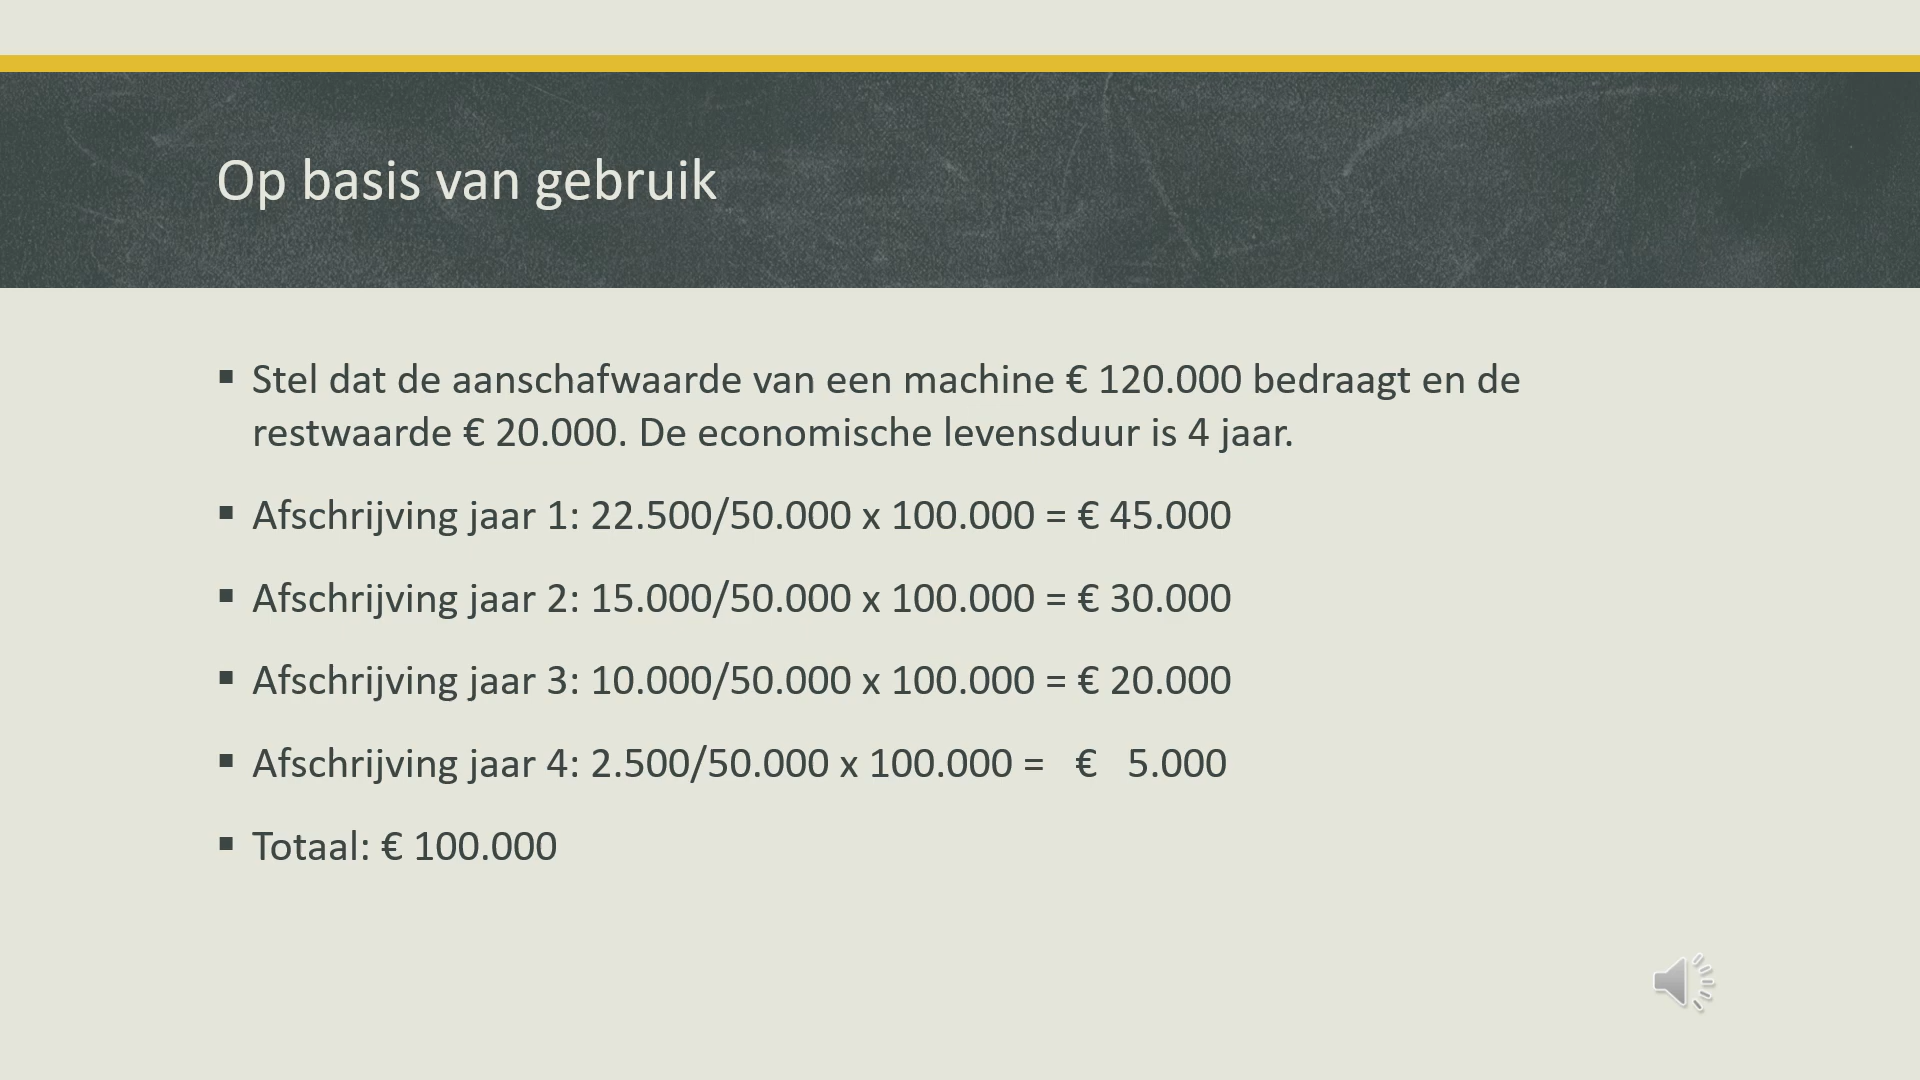 Op basis van gebruik
▪ Stel dat de aanschafwaarde van een machine € 120.000 bedraagt en de
restwaarde € 20.000. De economische levensduur is 4 jaar.
▪ Afschrijving jaar 1: 22.500/50.000 x 100.000 = € 45.000
▪ Afschrijving jaar 2: 15.000/50.000 x 100.000 = € 30.000
▪ Afschrijving jaar 3: 10.000/50.000 x 100.000 = € 20.000
▪ Afschrijving jaar 4: 2.500/50.000 x 100.000 =   €   5.000
▪ Totaal: € 100.000